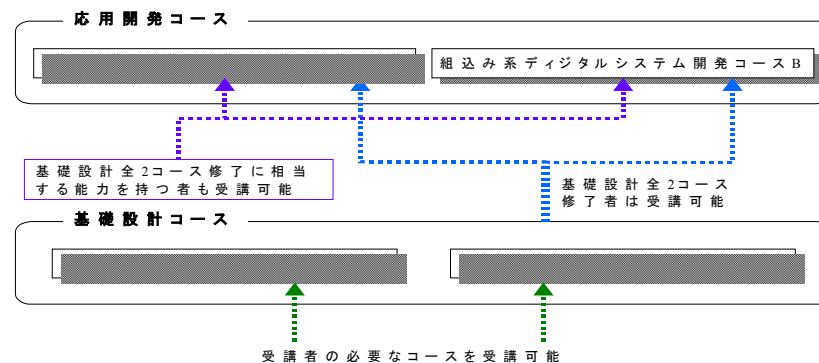 応用開発コース
組込み系ディジタルシステム開発コースB
基礎設計全2コース修了に相当
する能力を持つ者も受講可能
基礎設計全2コース
修了者は受講可能
基礎設計コース
受講者の必要なコースを受講可能